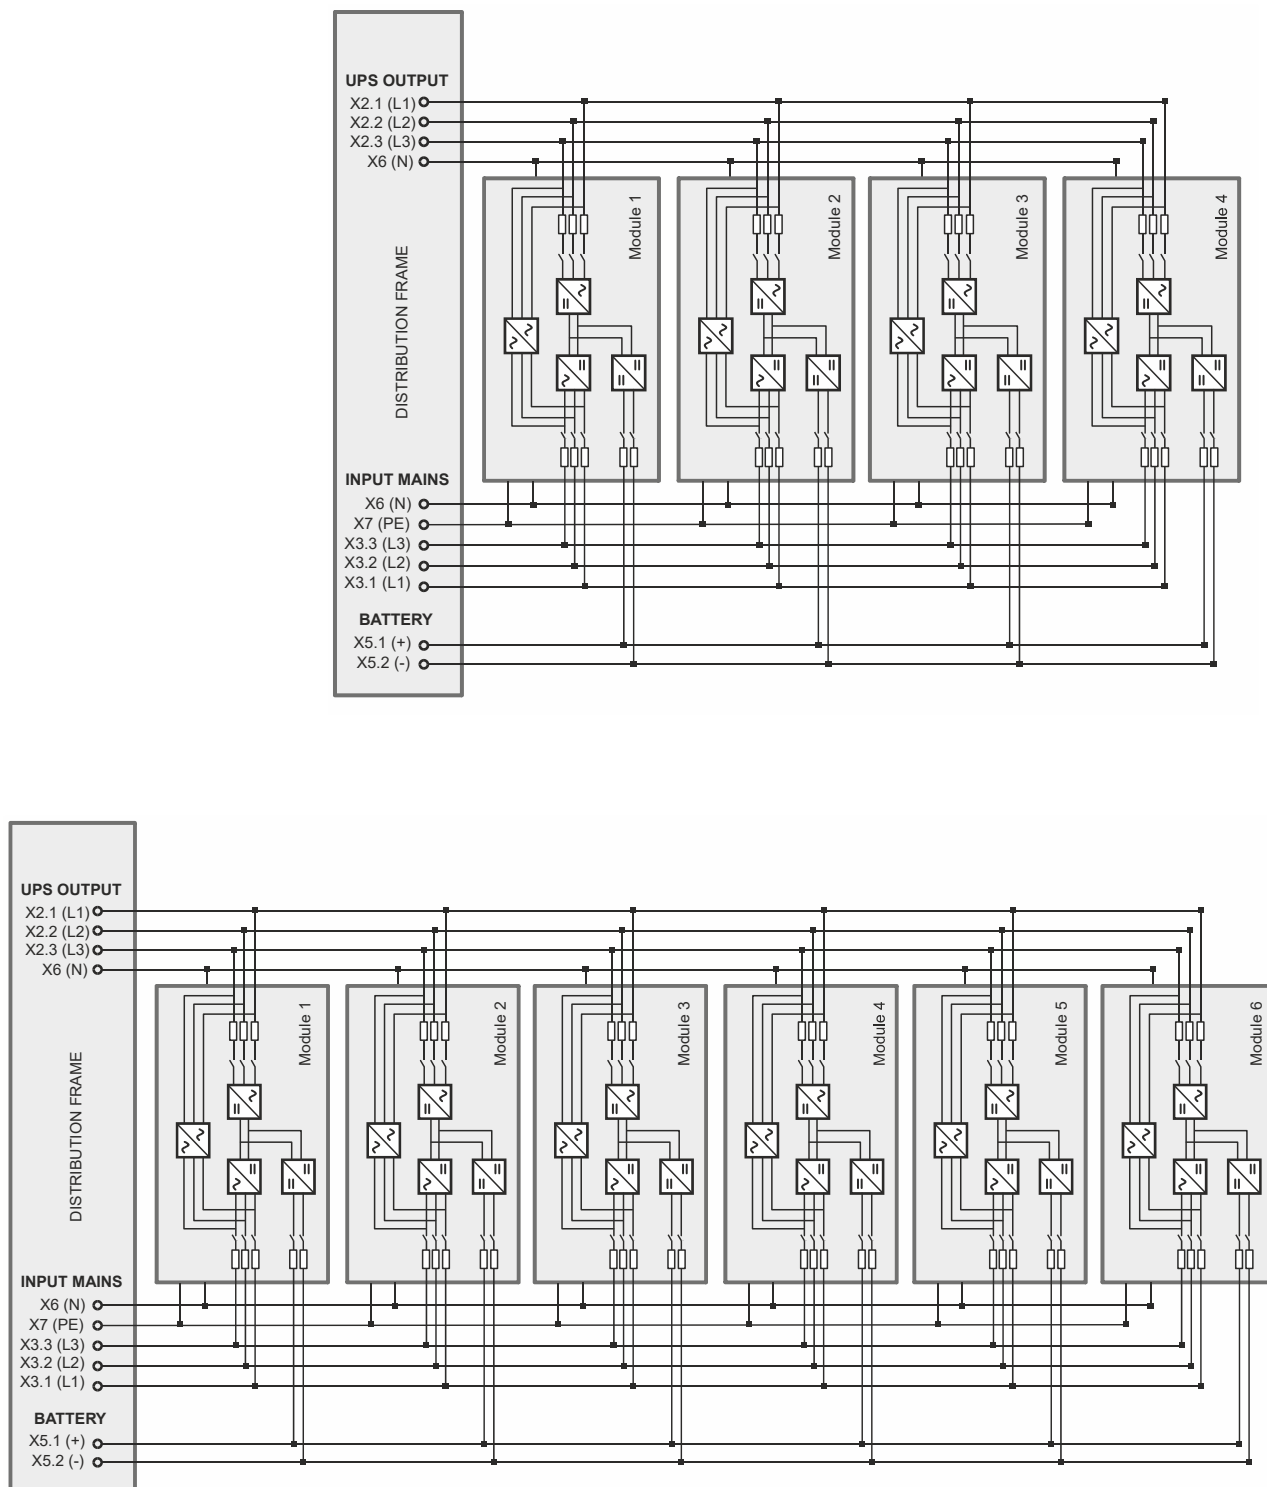 UPS OUTPUT
X2.1 (L1)
X2.2 (L2)
X2.3 (L3)
X6 (N)
DISTRIBUTION FRAME
Module 1
Module 2
Module 3
Module 4
INPUT MAINS
X6 (N)
X7 (PE)
X3.3 (L3)
X3.2 (L2)
X3.1 (L1)
BATTERY
X5.1 (+)
X5.2 (-)
UPS OUTPUT
X2.1 (L1)
X2.2 (L2)
X2.3 (L3)
X6 (N)
DISTRIBUTION FRAME
Module 1
Module 2
Module 3
Module 4
Module 5
Module 6
INPUT MAINS
X6 (N)
X7 (PE)
X3.3 (L3)
X3.2 (L2)
X3.1 (L1)
BATTERY
X5.1 (+)
X5.2 (-)